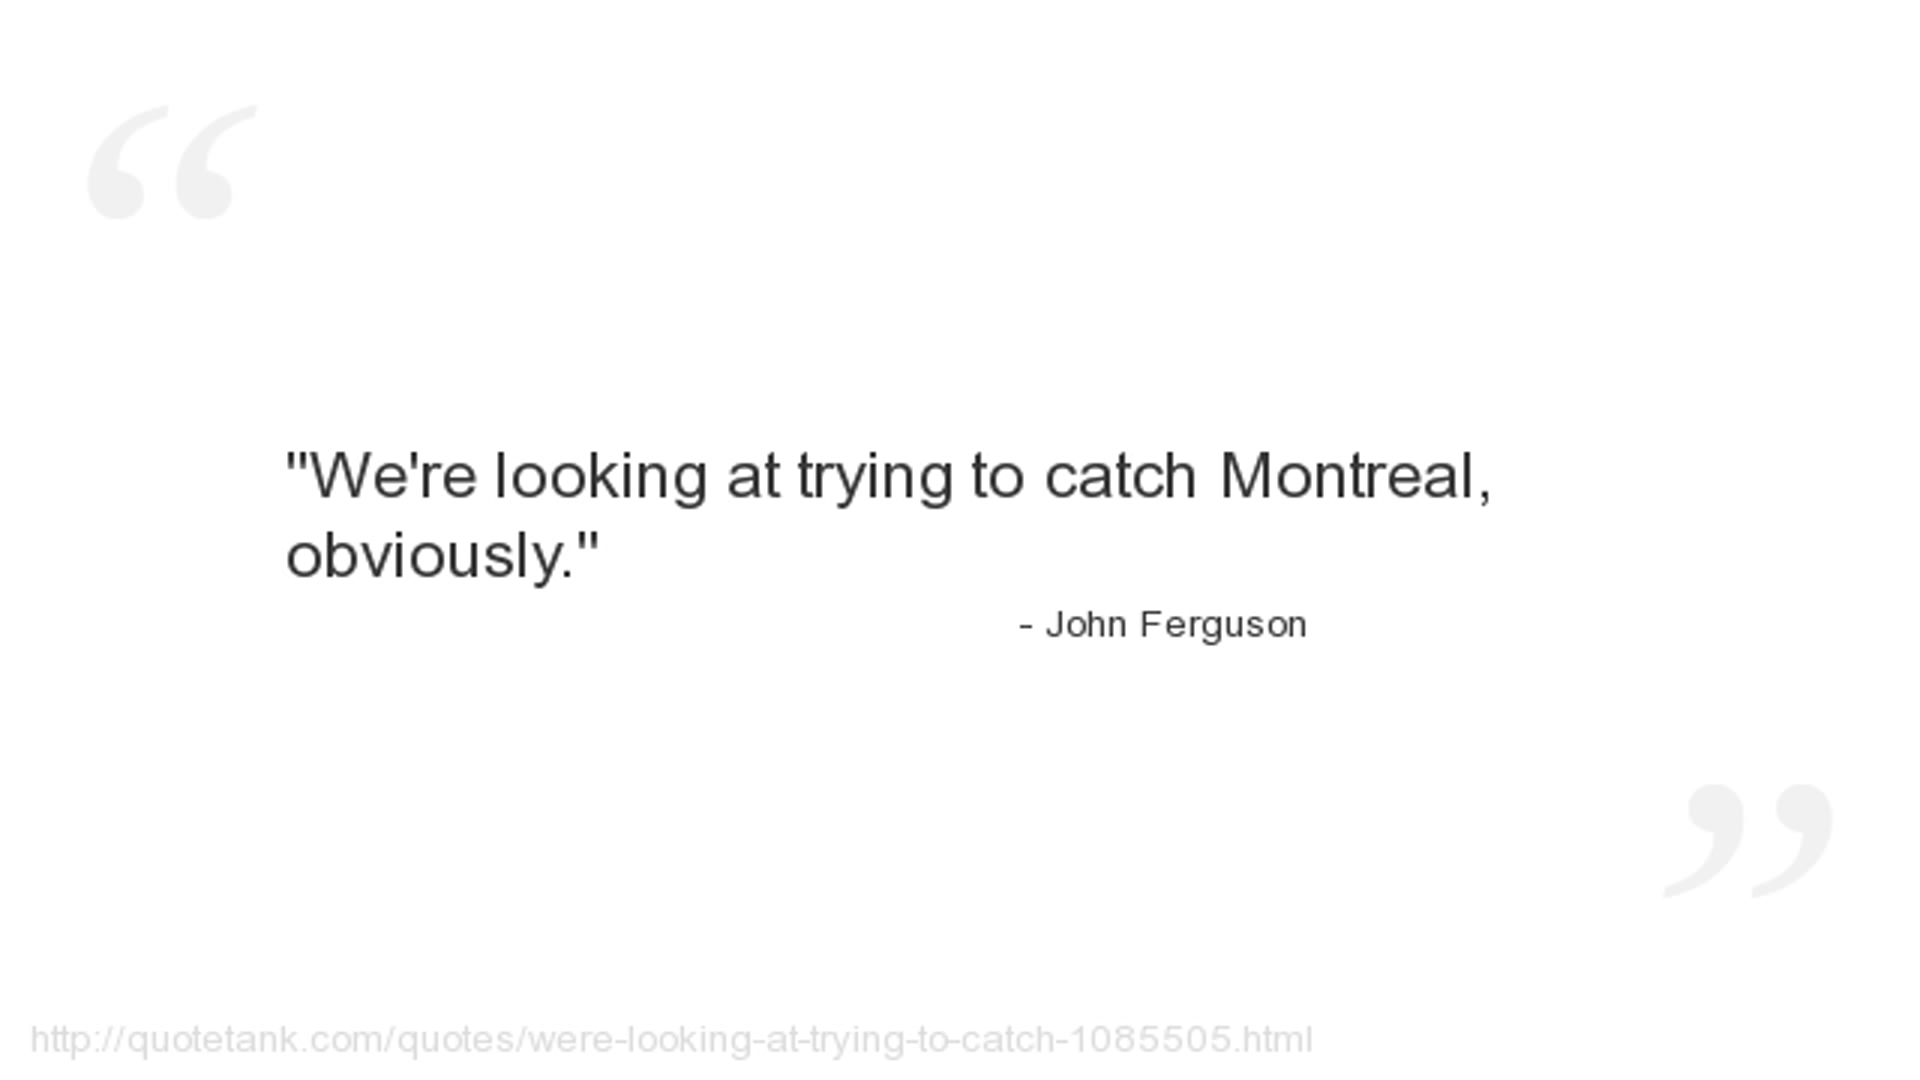 "We're looking at trying to catch Montreal,
obviously."
- John Ferguson
http://quotetank.com/quotes/were-looking-at-trying-to-catch-1085505.html